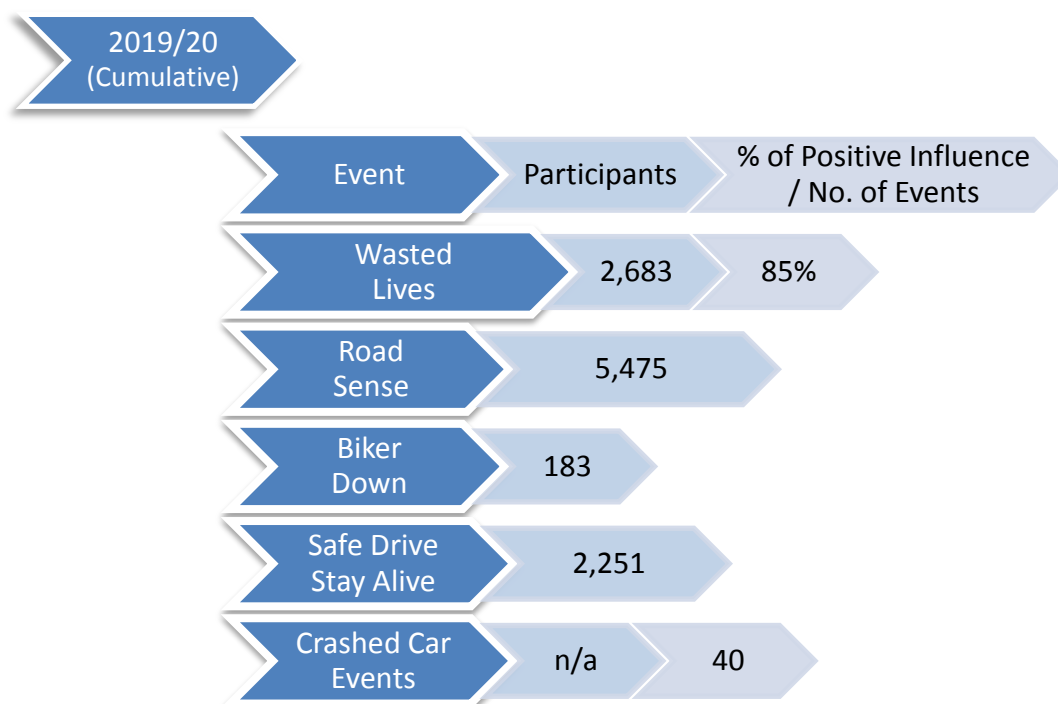 2019/20
(Cumulative)
Event
Participants
% of Positive Influence
/ No. of Events
Wasted
Lives
2,683
85%
Road
Sense
5,475
Biker
Down
183
Safe Drive
Stay Alive
2,251
Crashed Car
Events
n/a
40